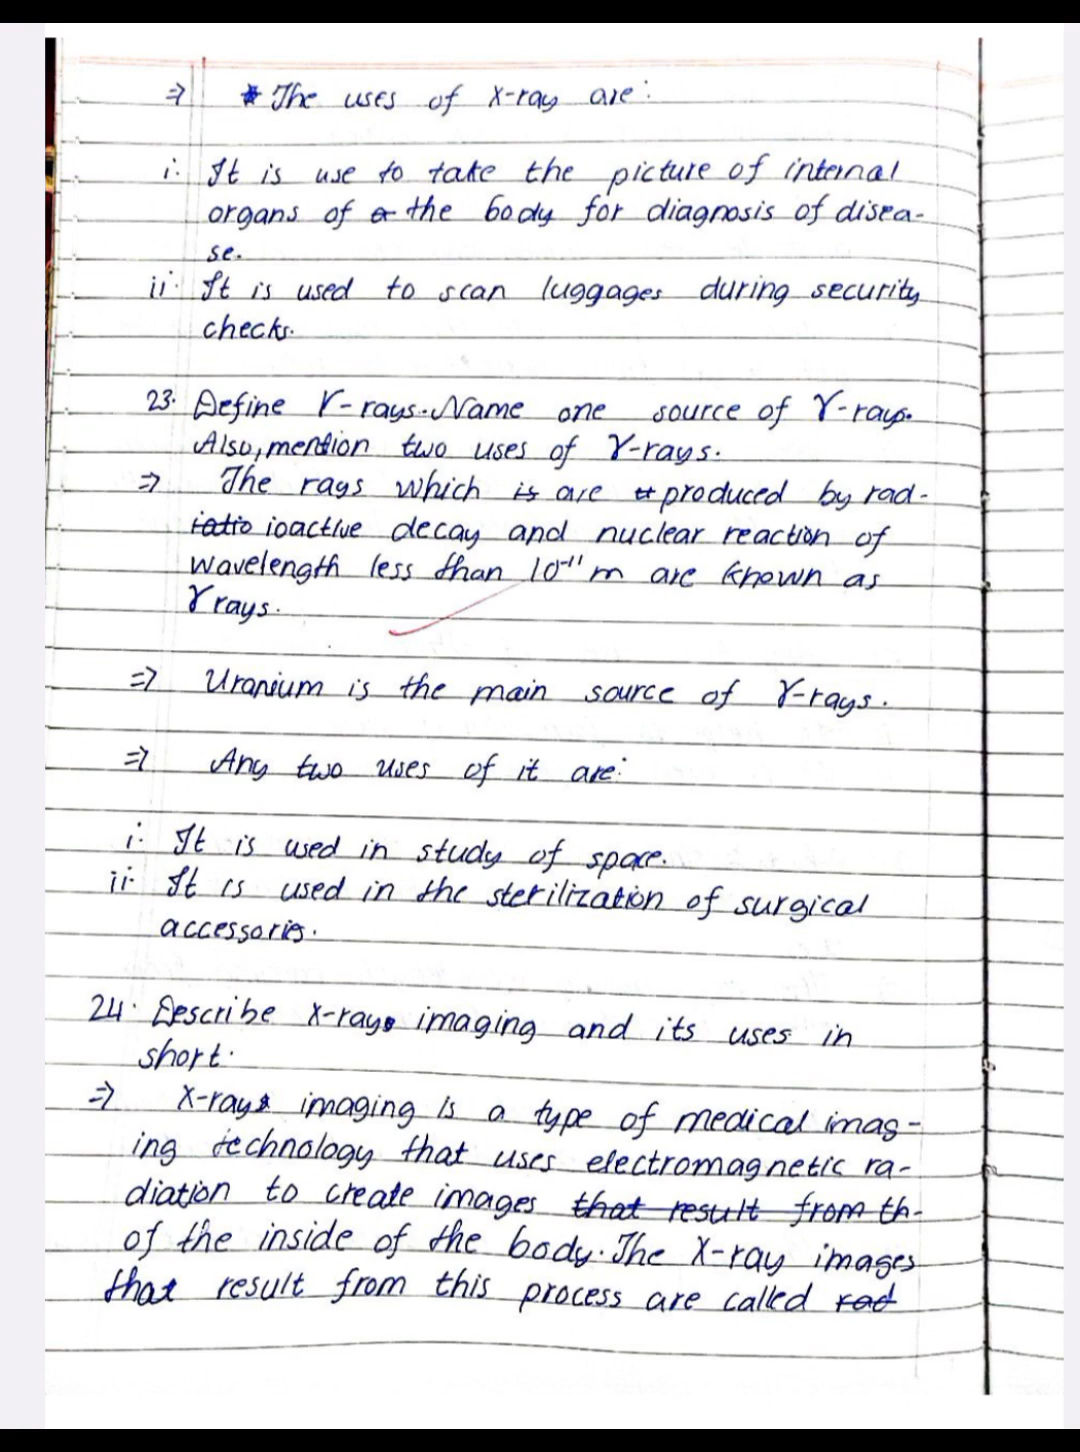 ⇒ * The uses of X-ray are:
i. It is use to take the picture of internal
organs of the body for diagnosis of disea-
se.
ii. It is used to scan luggages during security
checks.
23. Define γ-rays. Name one source of γ-rays.
Also, mention two uses of γ-rays.
⇒ The rays which is are produced by rad-
iatio ioactive decay and nuclear reaction of
wavelength less than 10⁻¹¹ m are known as
γ rays.
⇒ Uranium is the main source of γ-rays.
⇒ Any two uses of it are:
i. It is used in study of space.
ii. It is used in the sterilization of surgical
accessories.
24. Describe X-ray imaging and its uses in
short.
⇒ X-ray imaging is a type of medical imag-
ing technology that uses electromagnetic ra-
diation to create images that result from th-
of the inside of the body. The X-ray images
that result from this process are called rad